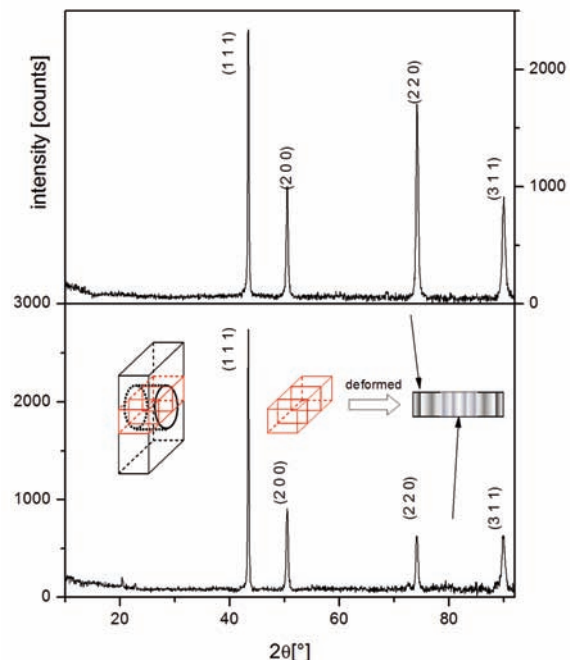 intensity [counts]
(1 1 1)
(2 0 0)
(2 2 0)
(3 1 1)
2000
1000
0
3000
2000
1000
0
(1 1 1)
(2 0 0)
deformed
(2 2 0)
(3 1 1)
20
40
60
80
2θ[°]